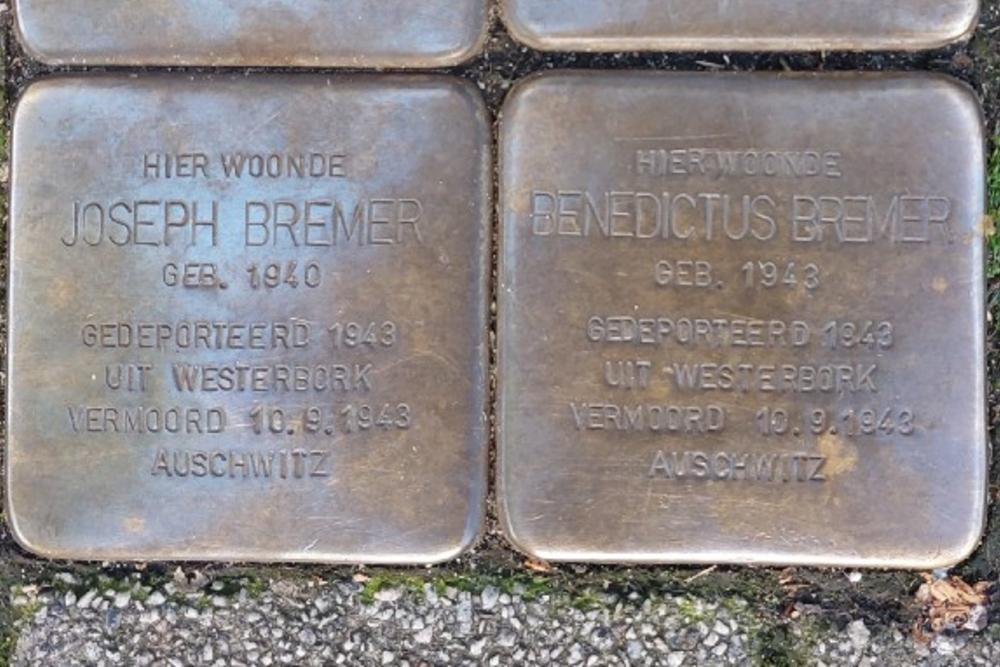 HIER WOONDE
JOSEPH BREMER
GEB. 1940
GEDEPORTEERD 1943
UIT WESTERBORK
VERMOORD 10.9.1943
AUSCHWITZ
HIER WOONDE
BENEDICTUS BREMER
GEB. 1943
GEDEPORTEERD 1943
UIT WESTERBORK
VERMOORD 10.9.1943
AUSCHWITZ